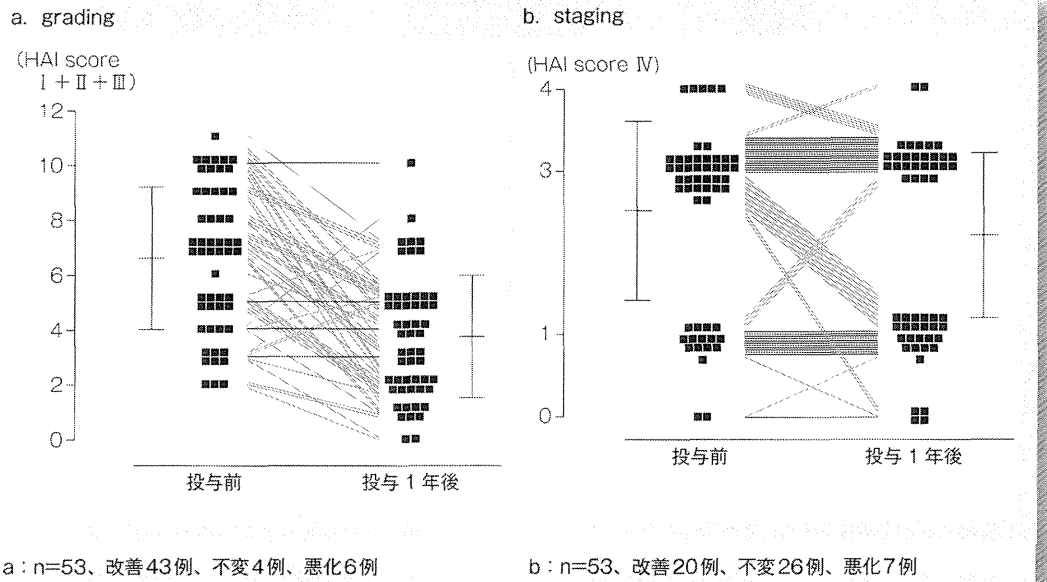 a. grading
(HAI score
Ⅰ+Ⅱ+Ⅲ)
12
10
8
6
4
2
0
投与前
投与1年後
b. staging
(HAI score Ⅳ)
4
3
1
0
投与前
投与1年後
a：n=53、改善43例、不変4例、悪化6例
b：n=53、改善20例、不変26例、悪化7例